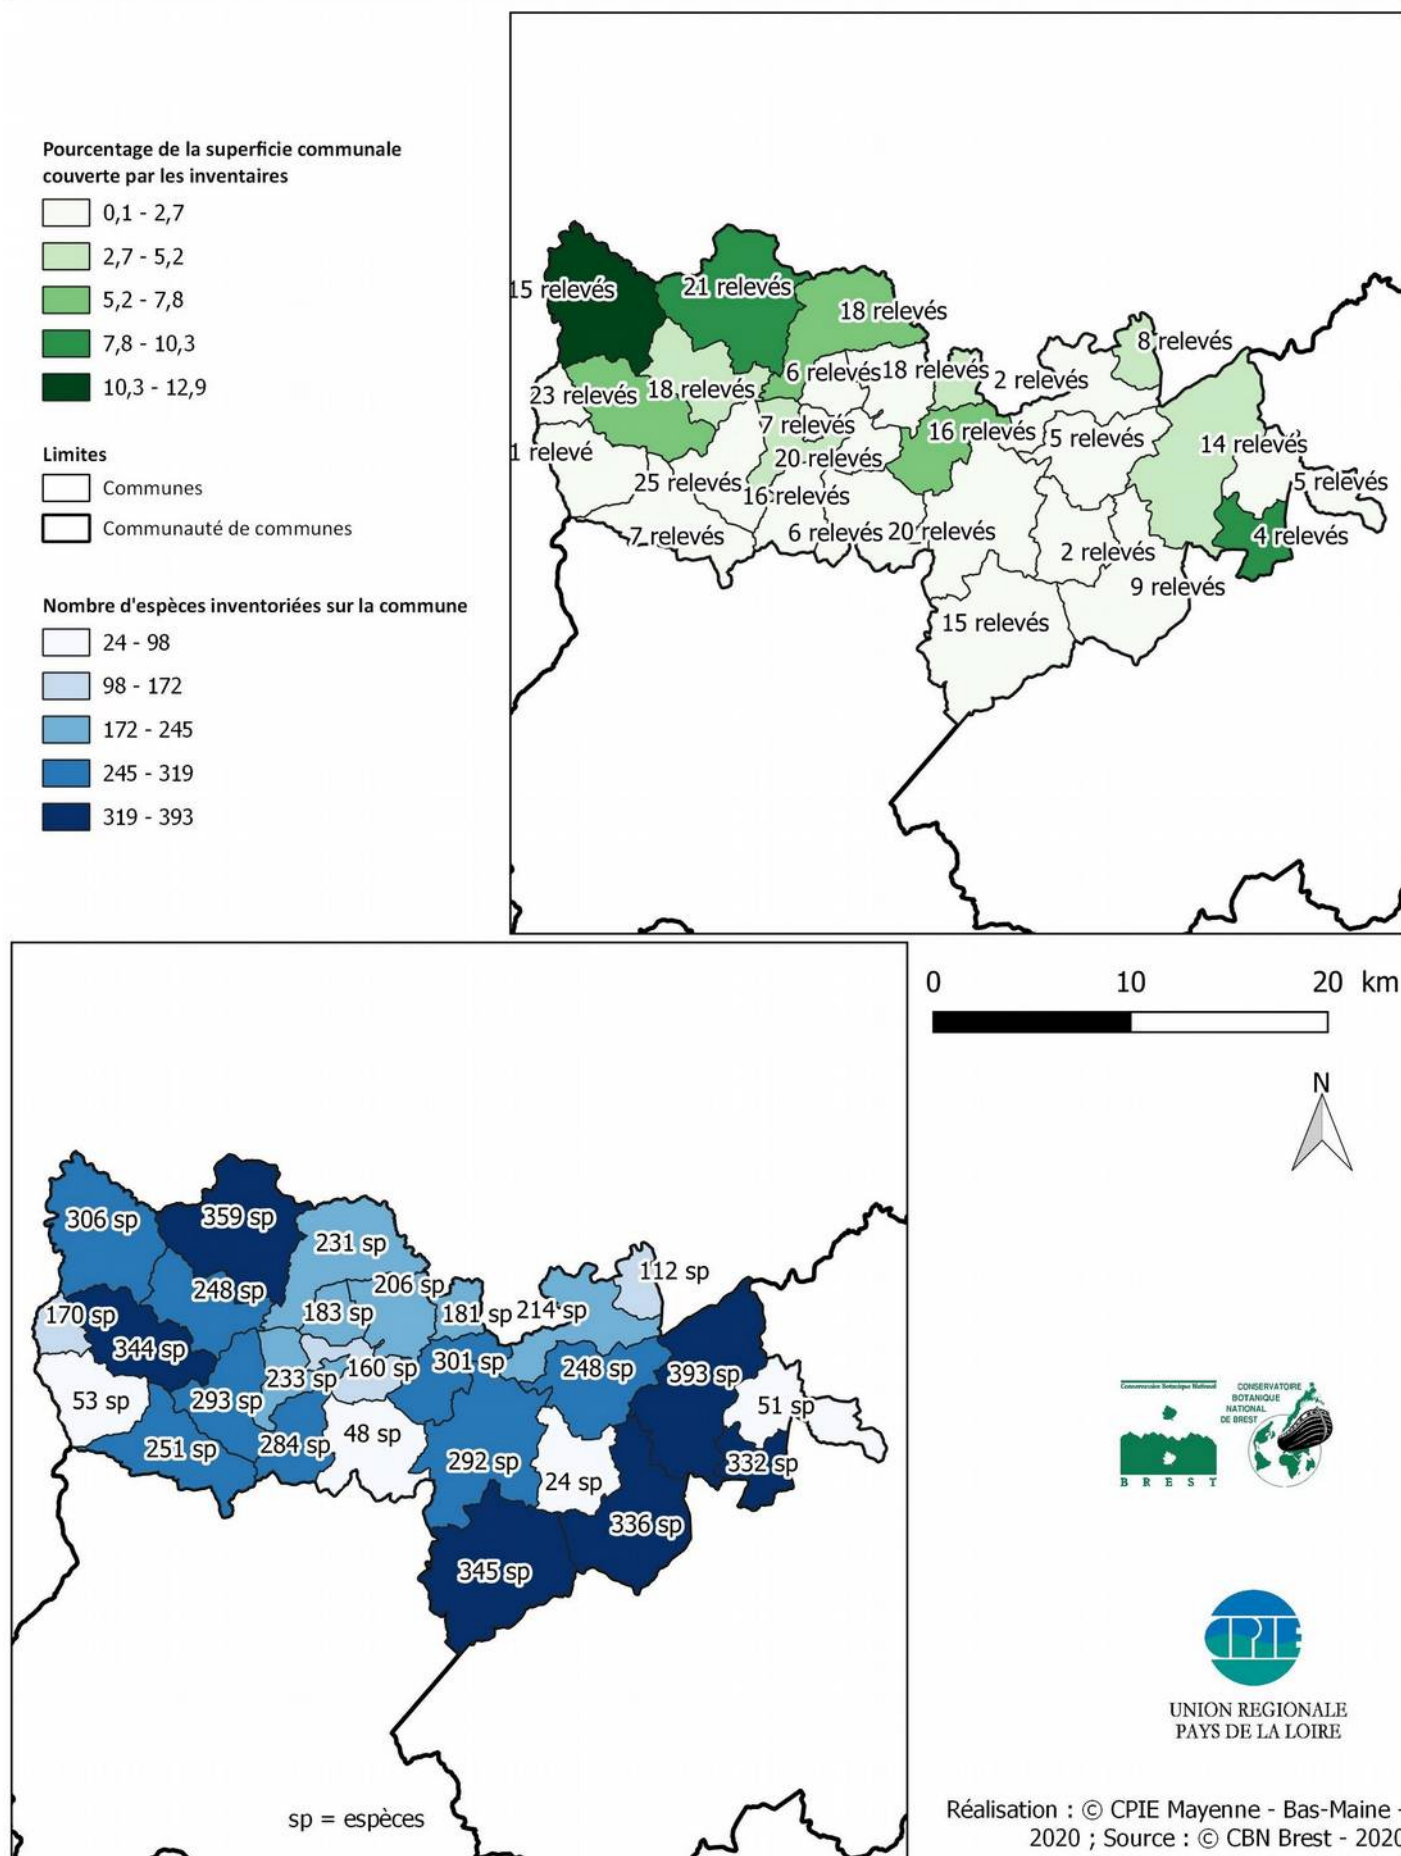 Pourcentage de la superficie communale
couverte par les inventaires
0,1 - 2,7
2,7 - 5,2
5,2 - 7,8
7,8 - 10,3
10,3 - 12,9
Limites
Communes
Communauté de communes
Nombre d'espèces inventoriées sur la commune
24 - 98
98 - 172
172 - 245
245 - 319
319 - 393
15 relevés
21 relevés
18 relevés
8 relevés
6 relevés
18 relevés
2 relevés
23 relevés
18 relevés
7 relevés
16 relevés
5 relevés
14 relevés
1 relevé
20 relevés
25 relevés
16 relevés
5 relevés
7 relevés
6 relevés
20 relevés
2 relevés
4 relevés
9 relevés
15 relevés
0 10 20 km
N
306 sp
359 sp
231 sp
112 sp
248 sp
206 sp
170 sp
183 sp
181 sp
214 sp
344 sp
160 sp
301 sp
248 sp
393 sp
233 sp
53 sp
293 sp
51 sp
251 sp
284 sp
48 sp
292 sp
24 sp
332 sp
336 sp
345 sp
sp = espèces
Conservatoire Botanique National
BREST
CONSERVATOIRE
BOTANIQUE
NATIONAL
DE BREST
CPIE
UNION REGIONALE
PAYS DE LA LOIRE
Réalisation : © CPIE Mayenne - Bas-Maine -
2020 ; Source : © CBN Brest - 2020